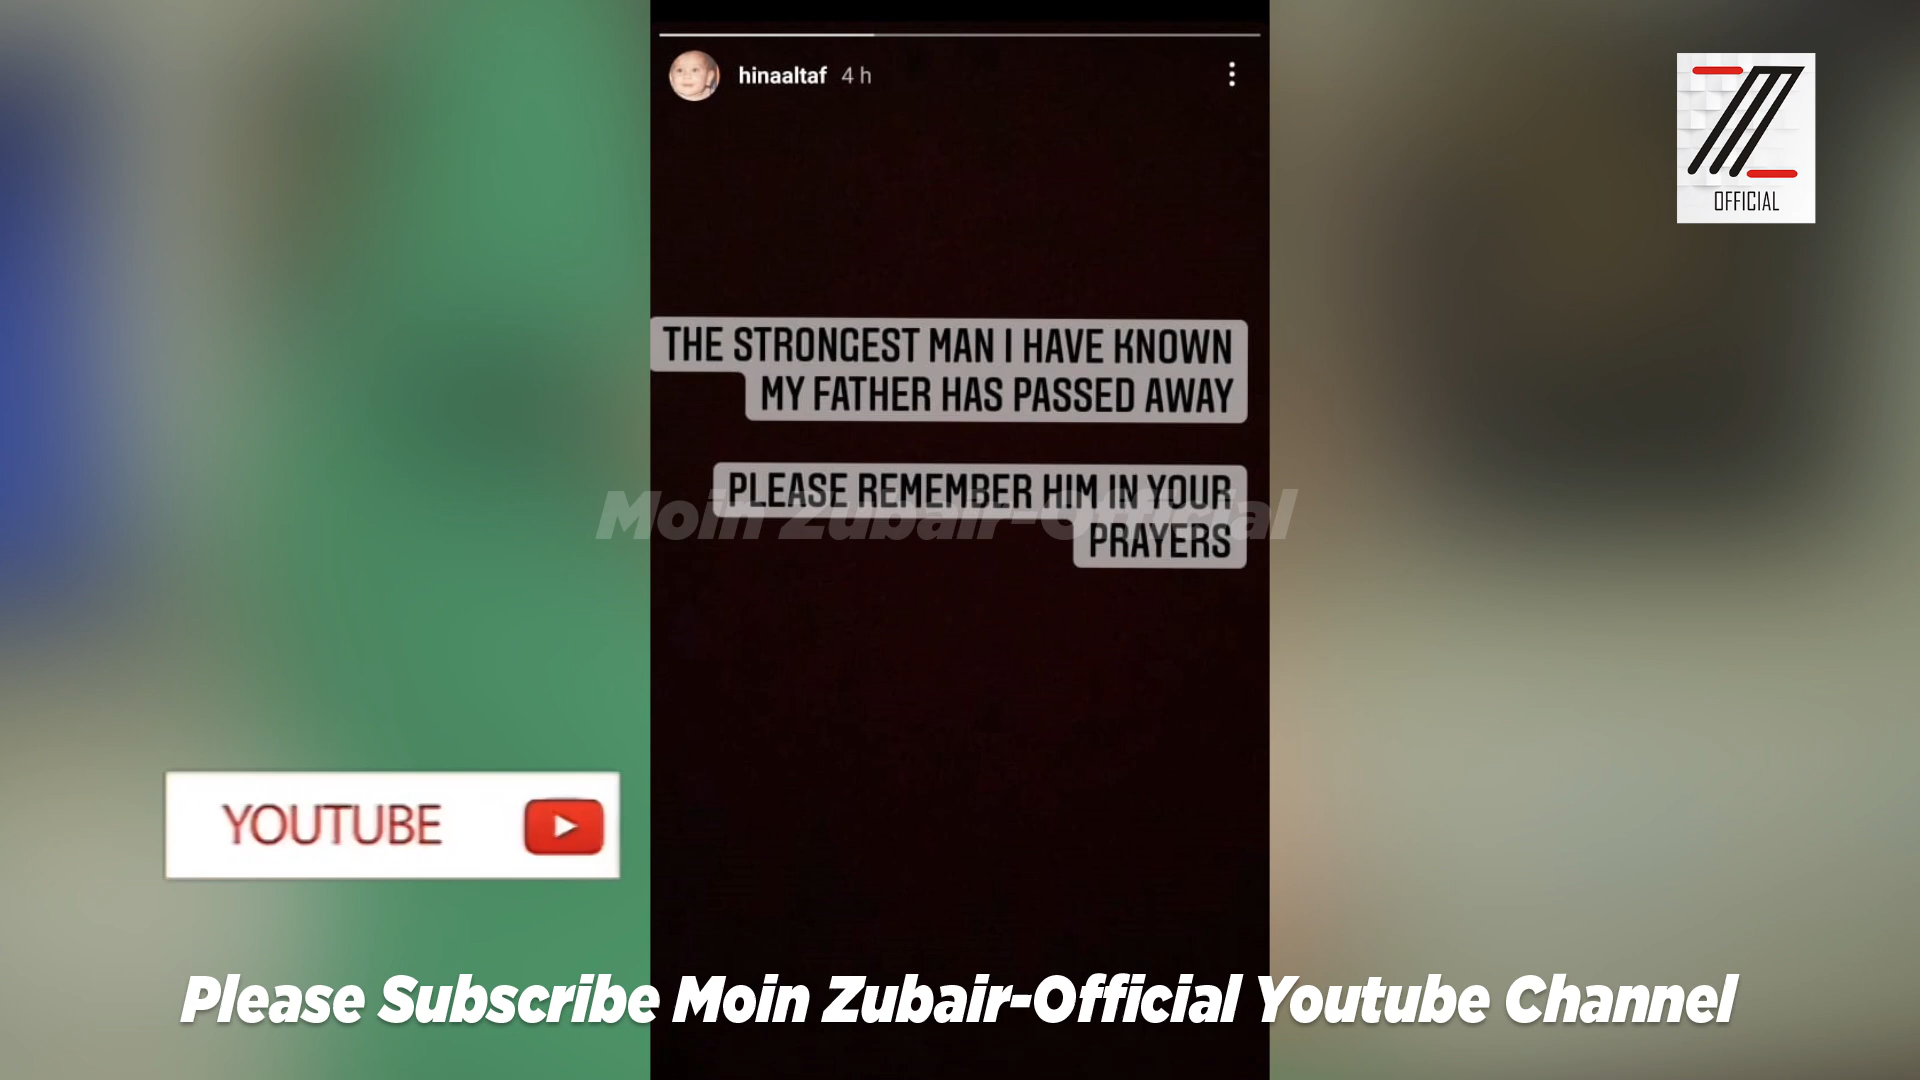 hinaaltaf 4 h
OFFICIAL
THE STRONGEST MAN I HAVE KNOWN
MY FATHER HAS PASSED AWAY
PLEASE REMEMBER HIM IN YOUR
PRAYERS
Moin Zubair-Official
YOUTUBE
Please Subscribe Moin Zubair-Official Youtube Channel